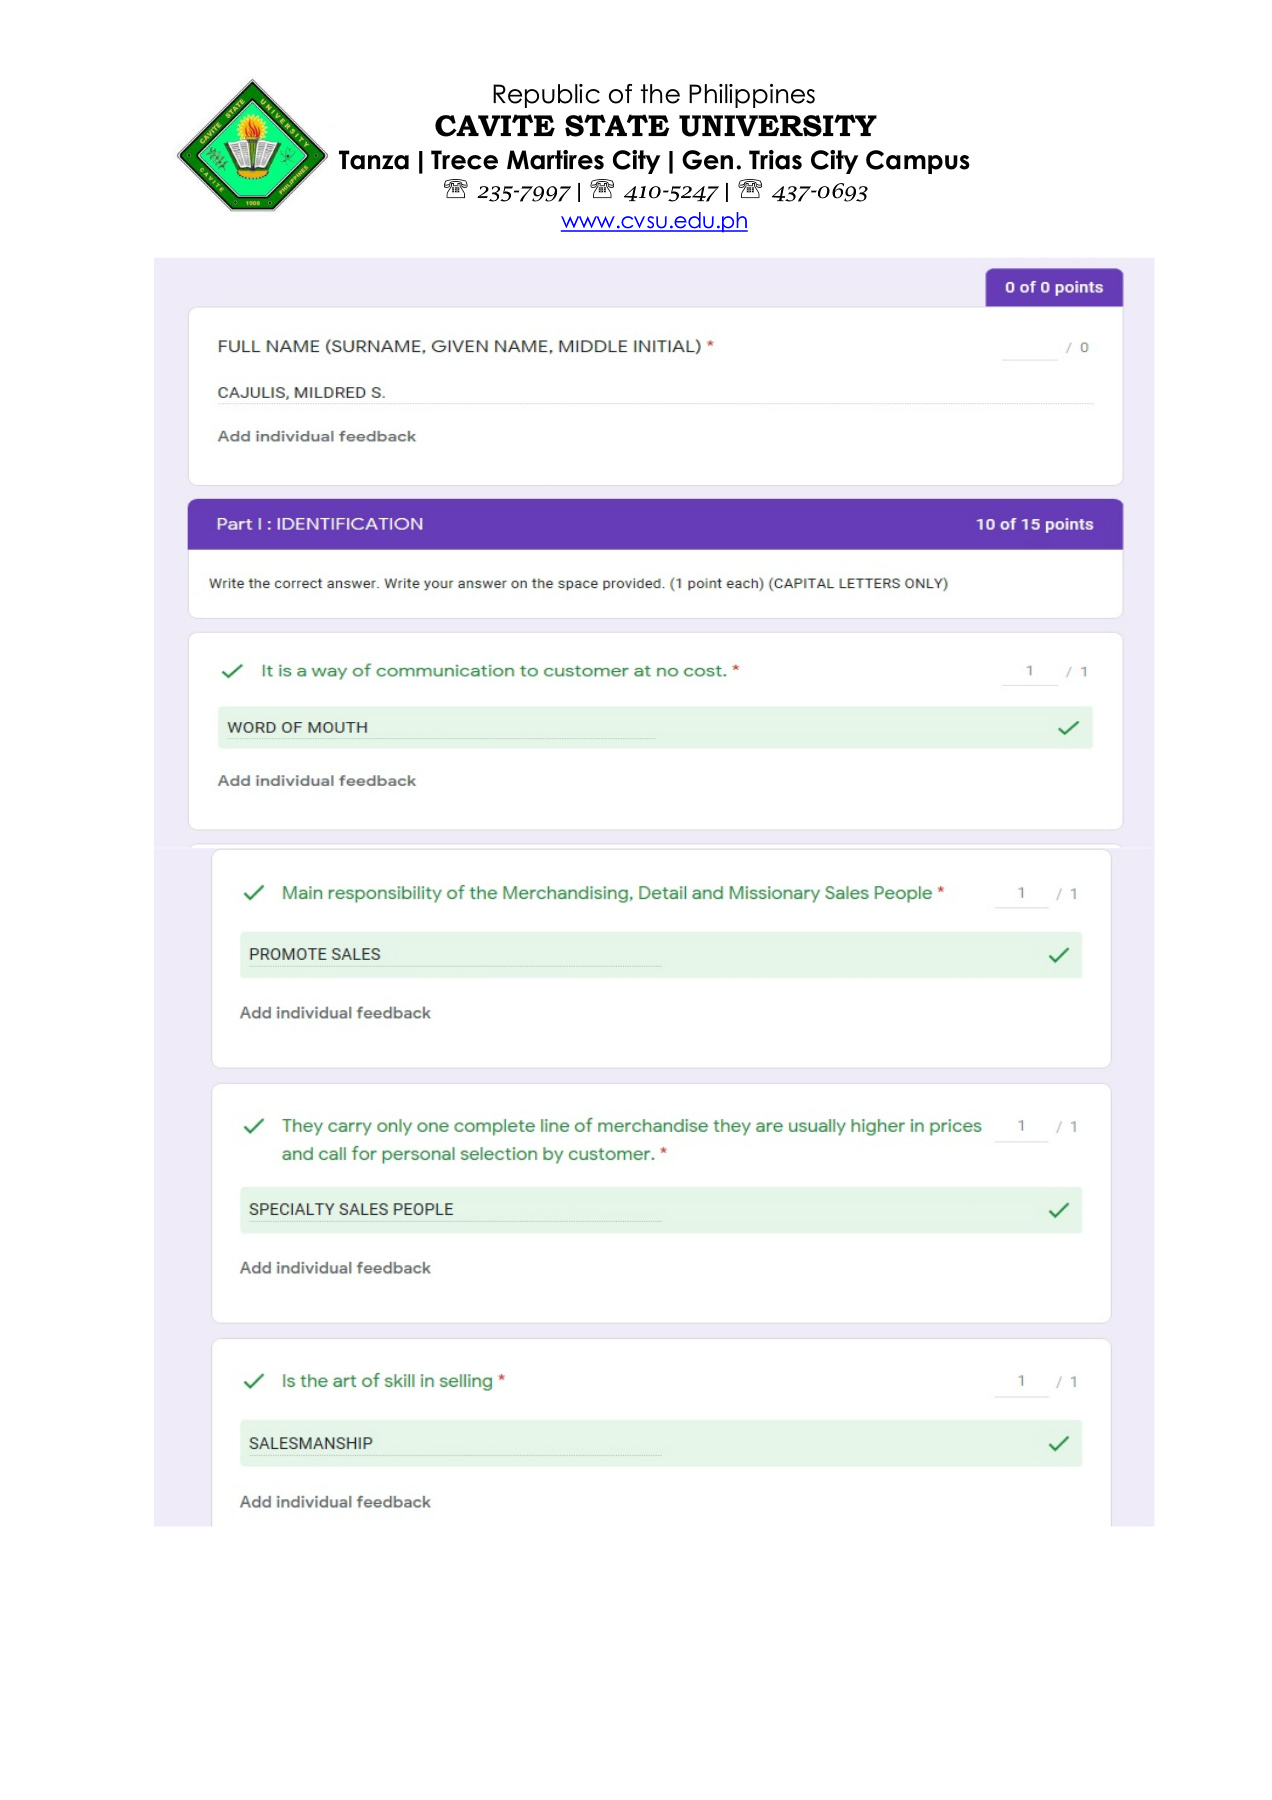 CAVITE STATE UNIVERSITY
CAVITE
PHILIPPINES
1906
Republic of the Philippines
CAVITE STATE UNIVERSITY
Tanza | Trece Martires City | Gen. Trias City Campus
☏ 235-7997 | ☏ 410-5247 | ☏ 437-0693
www.cvsu.edu.ph
0 of 0 points
FULL NAME (SURNAME, GIVEN NAME, MIDDLE INITIAL) *
/ 0
CAJULIS, MILDRED S.
Add individual feedback
Part I : IDENTIFICATION
10 of 15 points
Write the correct answer. Write your answer on the space provided. (1 point each) (CAPITAL LETTERS ONLY)
It is a way of communication to customer at no cost. *
1 / 1
WORD OF MOUTH
Add individual feedback
Main responsibility of the Merchandising, Detail and Missionary Sales People *
1 / 1
PROMOTE SALES
Add individual feedback
They carry only one complete line of merchandise they are usually higher in prices
1 / 1
and call for personal selection by customer. *
SPECIALTY SALES PEOPLE
Add individual feedback
Is the art of skill in selling *
1 / 1
SALESMANSHIP
Add individual feedback